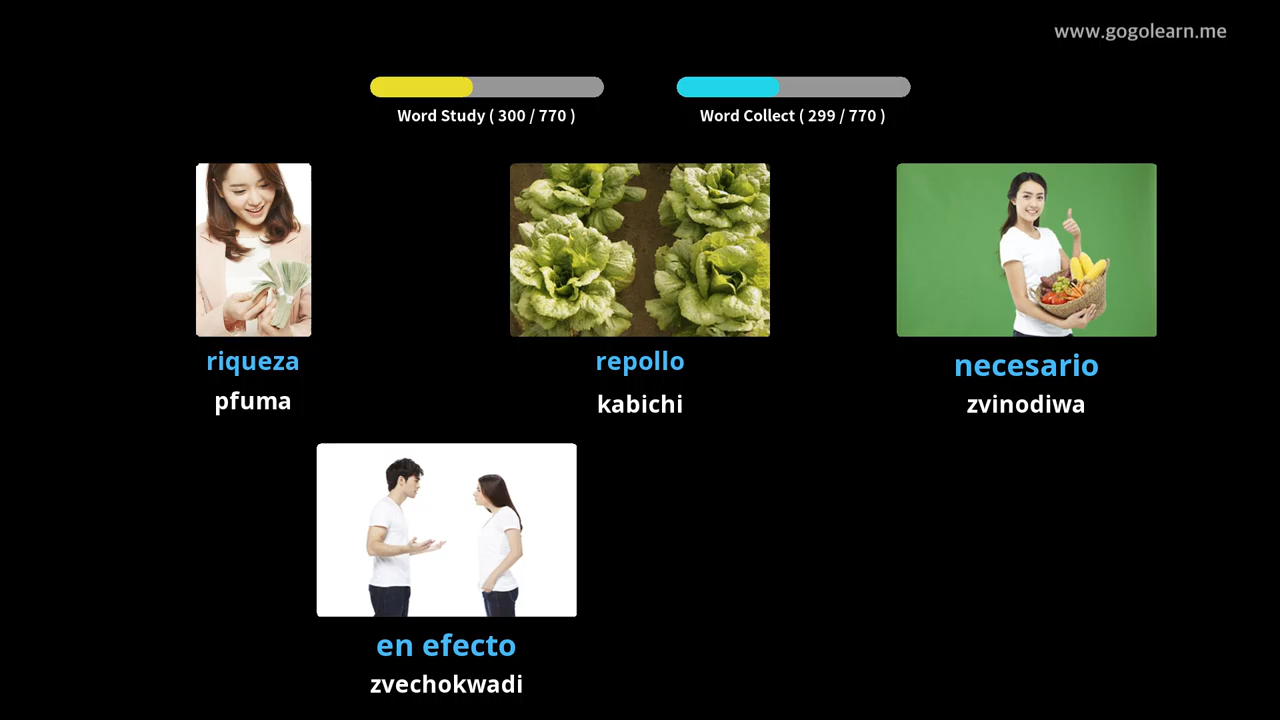 www.gogolearn.me
Word Study ( 300 / 770 )
Word Collect ( 299 / 770 )
riqueza
pfuma
repollo
kabichi
necesario
zvinodiwa
en efecto
zvechokwadi